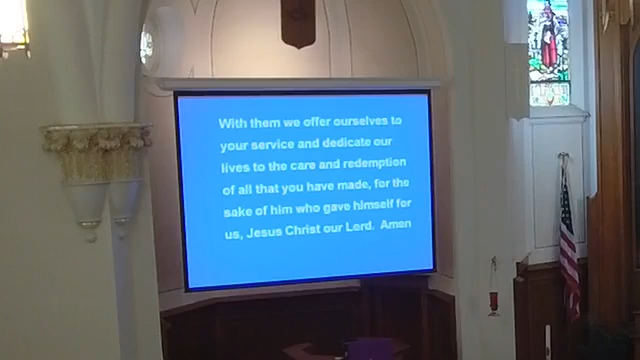 With them we offer ourselves to
your service and dedicate our
lives to the care and redemption
of all that you have made, for the
sake of him who gave himself for
us, Jesus Christ our Lord. Amen